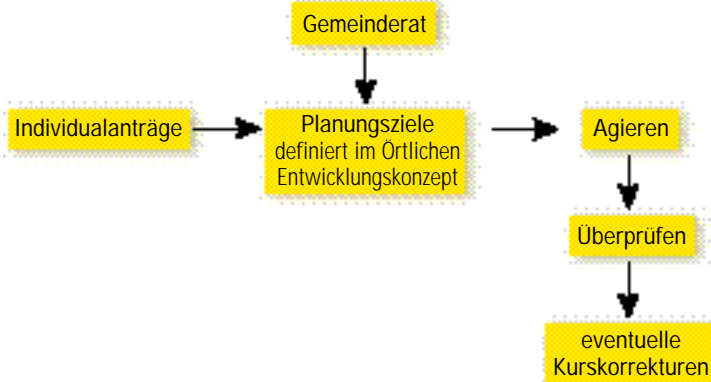 Gemeinderat
Individualanträge
Planungsziele
definiert im Örtlichen
Entwicklungskonzept
Agieren
Überprüfen
eventuelle
Kurskorrekturen